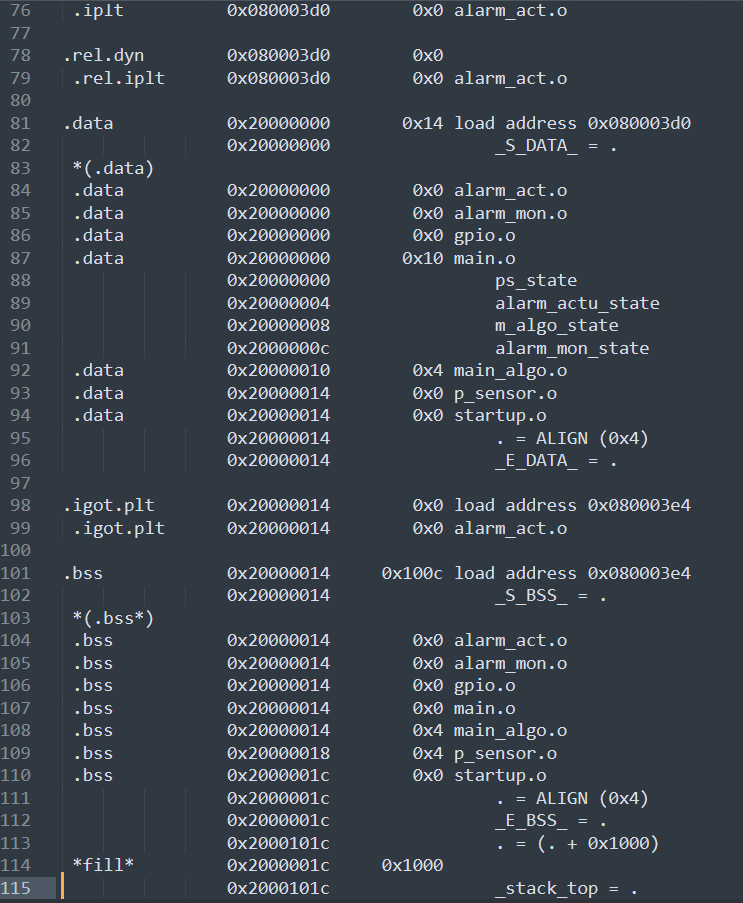 76 .iplt 0x080003d0 0x0 alarm_act.o
77
78 .rel.dyn 0x080003d0 0x0
79 .rel.iplt 0x080003d0 0x0 alarm_act.o
80
81 .data 0x20000000 0x14 load address 0x080003d0
82 0x20000000 _S_DATA_ = .
83 *(.data)
84 .data 0x20000000 0x0 alarm_act.o
85 .data 0x20000000 0x0 alarm_mon.o
86 .data 0x20000000 0x0 gpio.o
87 .data 0x20000000 0x10 main.o
88 0x20000000 ps_state
89 0x20000004 alarm_actu_state
90 0x20000008 m_algo_state
91 0x2000000c alarm_mon_state
92 .data 0x20000010 0x4 main_algo.o
93 .data 0x20000014 0x0 p_sensor.o
94 .data 0x20000014 0x0 startup.o
95 0x20000014 . = ALIGN (0x4)
96 0x20000014 _E_DATA_ = .
97
98 .igot.plt 0x20000014 0x0 load address 0x080003e4
99 .igot.plt 0x20000014 0x0 alarm_act.o
100
101 .bss 0x20000014 0x100c load address 0x080003e4
102 0x20000014 _S_BSS_ = .
103 *(.bss*)
104 .bss 0x20000014 0x0 alarm_act.o
105 .bss 0x20000014 0x0 alarm_mon.o
106 .bss 0x20000014 0x0 gpio.o
107 .bss 0x20000014 0x0 main.o
108 .bss 0x20000014 0x4 main_algo.o
109 .bss 0x20000018 0x4 p_sensor.o
110 .bss 0x2000001c 0x0 startup.o
111 0x2000001c . = ALIGN (0x4)
112 0x2000001c _E_BSS_ = .
113 0x2000101c . = (. + 0x1000)
114 *fill* 0x2000001c 0x1000
115 0x2000101c _stack_top = .